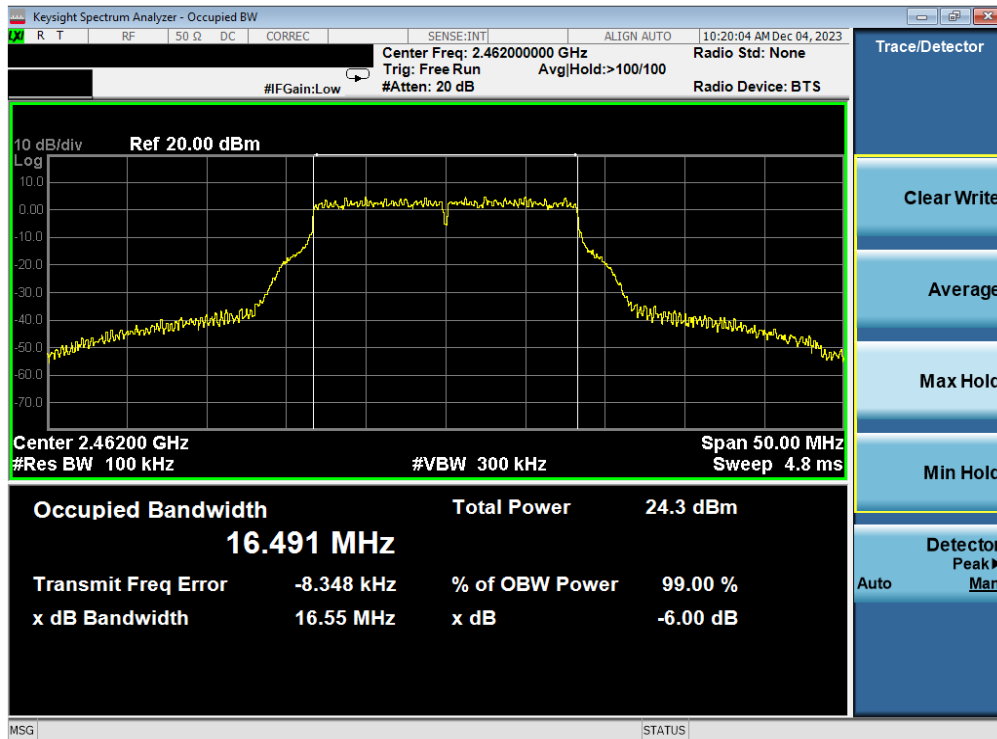 Keysight Spectrum Analyzer - Occupied BW
LXI R T RF 50 Ω DC CORREC SENSE:INT ALIGN AUTO 10:20:04 AM Dec 04, 2023
Center Freq: 2.462000000 GHz Radio Std: None
Trig: Free Run Avg|Hold:>100/100
#IFGain:Low #Atten: 20 dB Radio Device: BTS
10 dB/div Ref 20.00 dBm
Log
10.0
0.00
-10.0
-20.0
-30.0
-40.0
-50.0
-60.0
-70.0
Center 2.46200 GHz Span 50.00 MHz
#Res BW 100 kHz #VBW 300 kHz Sweep 4.8 ms
Occupied Bandwidth Total Power 24.3 dBm
16.491 MHz
Transmit Freq Error -8.348 kHz % of OBW Power 99.00 %
x dB Bandwidth 16.55 MHz x dB -6.00 dB
MSG STATUS
Trace/Detector
Clear Write
Average
Max Hold
Min Hold
Detector
Peak▶
Auto Man